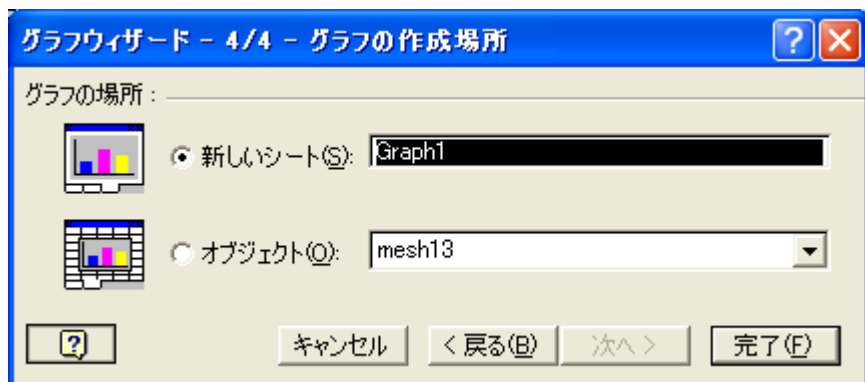 グラフウィザード - 4/4 - グラフの作成場所
グラフの場所:
新しいシート(S): Graph1
オブジェクト(O): mesh13
キャンセル < 戻る(B) 次へ > 完了(F)